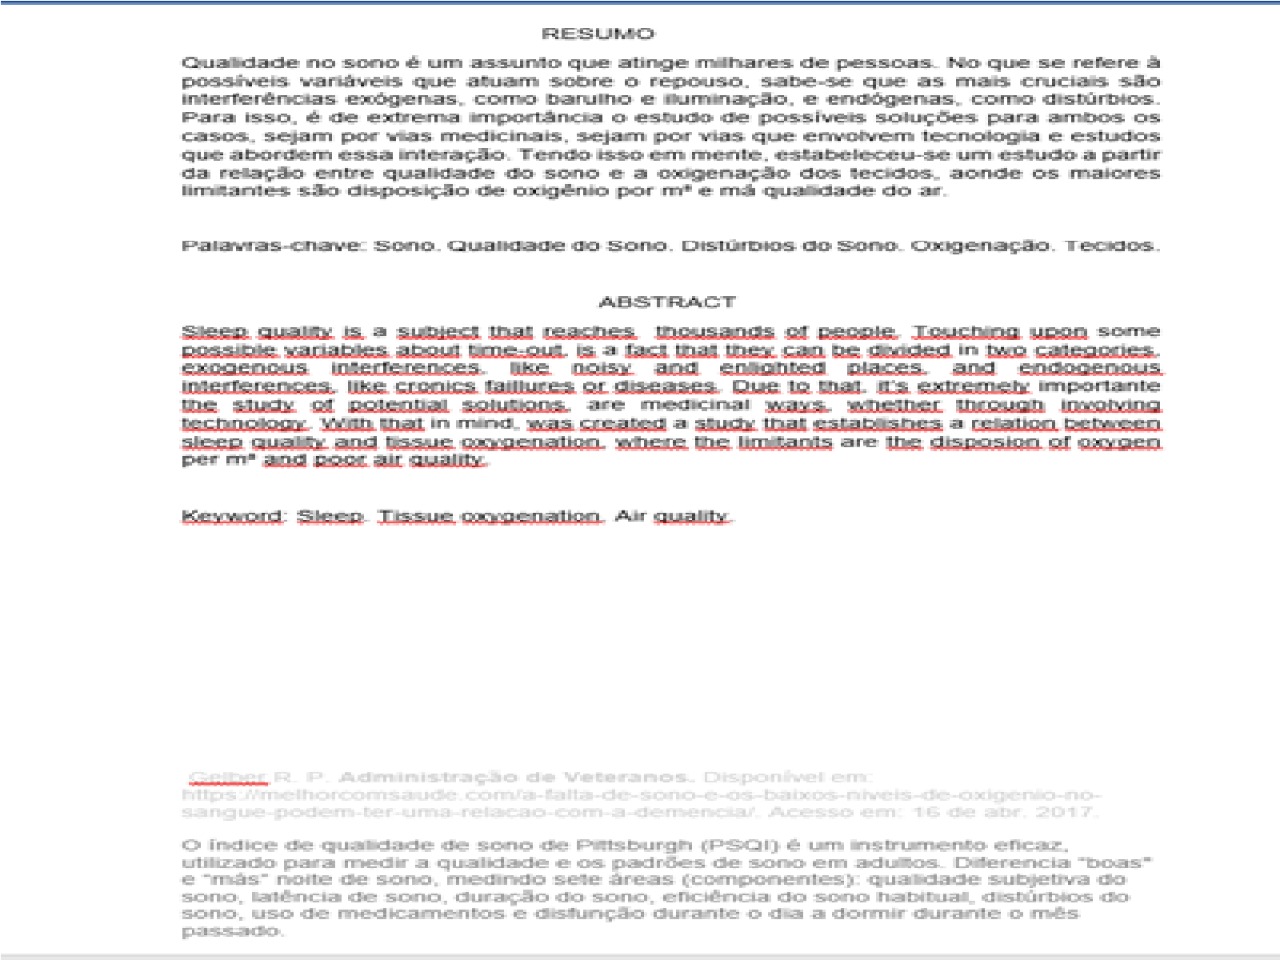 RESUMO
Qualidade no sono é um assunto que atinge milhares de pessoas. No que se refere à
possíveis variáveis que atuam sobre o repouso, sabe-se que as mais cruciais são
interferências exógenas, como barulho e iluminação, e endógenas, como distúrbios.
Para isso, é de extrema importância o estudo de possíveis soluções para ambos os
casos, sejam por vias medicinais, sejam por vias que envolvem tecnologia e estudos
que abordem essa interação. Tendo isso em mente, estabeleceu-se um estudo a partir
da relação entre qualidade do sono e a oxigenação dos tecidos, aonde os maiores
limitantes são disposição de oxigênio por m³ e má qualidade do ar.
Palavras-chave: Sono. Qualidade do Sono. Distúrbios do Sono. Oxigenação. Tecidos.
ABSTRACT
Sleep quality is a subject that reaches thousands of people. Touching upon some
possible variables about time-out, is a fact that they can be divided in two categories,
exogenous interferences, like noisy and enlighted places, and endogenous
interferences, like cronics faillures or diseases. Due to that, it's extremely importante
the study of potential solutions, are medicinal ways, whether through involving
technology. With that in mind, was created a study that establishes a relation between
sleep quality and tissue oxygenation, where the limitants are the disposion of oxygen
per m³ and poor air quality.
Keyword: Sleep. Tissue oxygenation. Air quality.
Gelber R. P. Administração de Veteranos. Disponível em:
https://melhorcomsaude.com/a-falta-de-sono-e-os-baixos-niveis-de-oxigenio-no-
sangue-podem-ter-uma-relacao-com-a-demencia/. Acesso em: 16 de abr. 2017.
O índice de qualidade de sono de Pittsburgh (PSQI) é um instrumento eficaz,
utilizado para medir a qualidade e os padrões de sono em adultos. Diferencia "boas"
e "más" noite de sono, medindo sete áreas (componentes): qualidade subjetiva do
sono, latência de sono, duração do sono, eficiência do sono habitual, distúrbios do
sono, uso de medicamentos e disfunção durante o dia a dormir durante o mês
passado.